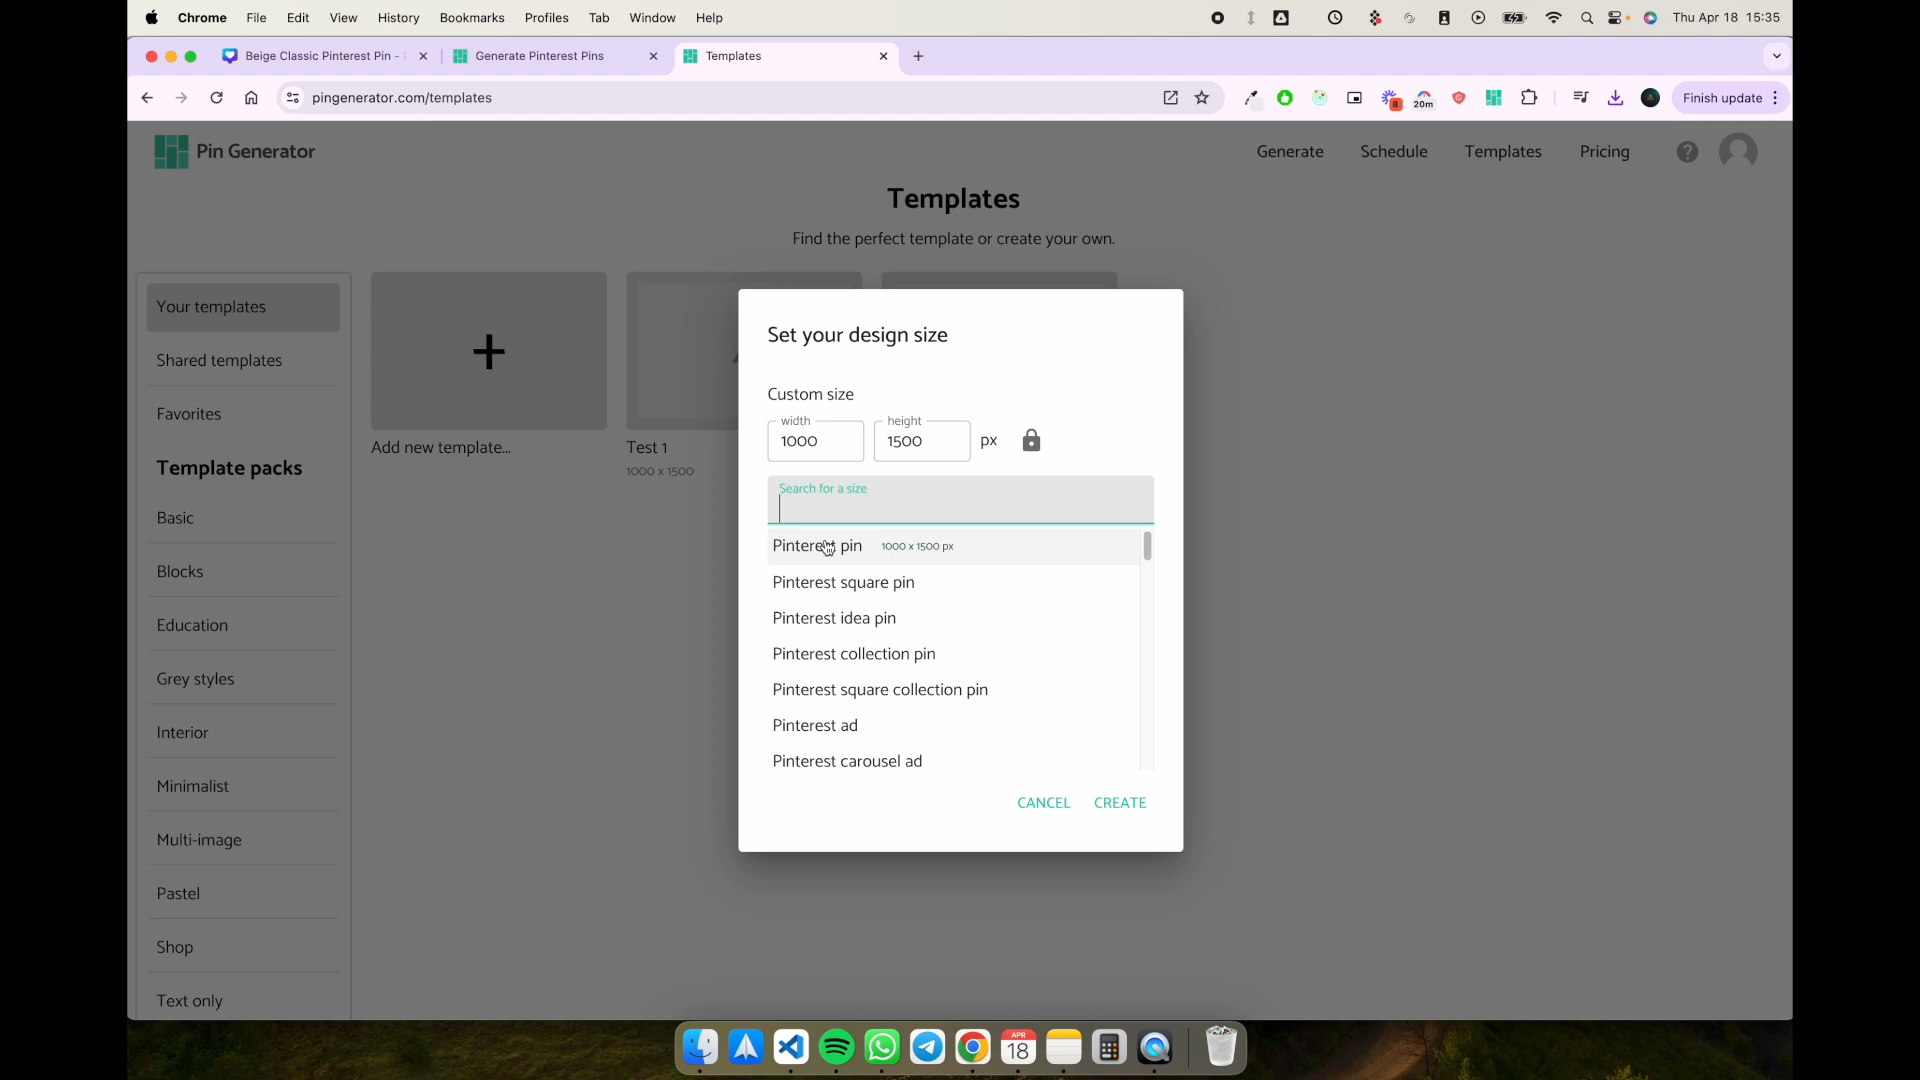 Chrome File Edit View History Bookmarks Profiles Tab Window Help Thu Apr 18 15:35
Beige Classic Pinterest Pin - Generate Pinterest Pins Templates
pingenerator.com/templates 8 20m Finish update
Pin Generator Generate Schedule Templates Pricing
Templates
Find the perfect template or create your own.
Your templates
Shared templates
Favorites
Template packs
Basic
Blocks
Education
Grey styles
Interior
Minimalist
Multi-image
Pastel
Shop
Text only
Add new template...
Test 1
1000 x 1500
Set your design size
Custom size
width height
1000 1500 px
Search for a size
Pinterest pin 1000 x 1500 px
Pinterest square pin
Pinterest idea pin
Pinterest collection pin
Pinterest square collection pin
Pinterest ad
Pinterest carousel ad
CANCEL CREATE
APR
18